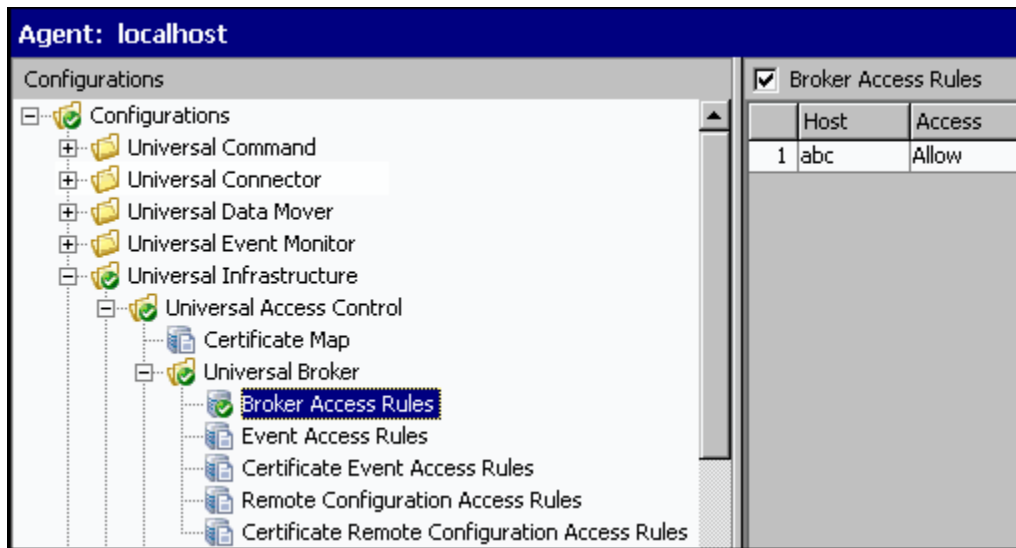 Agent: localhost
Configurations
Configurations
Universal Command
Universal Connector
Universal Data Mover
Universal Event Monitor
Universal Infrastructure
Universal Access Control
Certificate Map
Universal Broker
Broker Access Rules
Event Access Rules
Certificate Event Access Rules
Remote Configuration Access Rules
Certificate Remote Configuration Access Rules
Broker Access Rules
Host Access
1 abc Allow